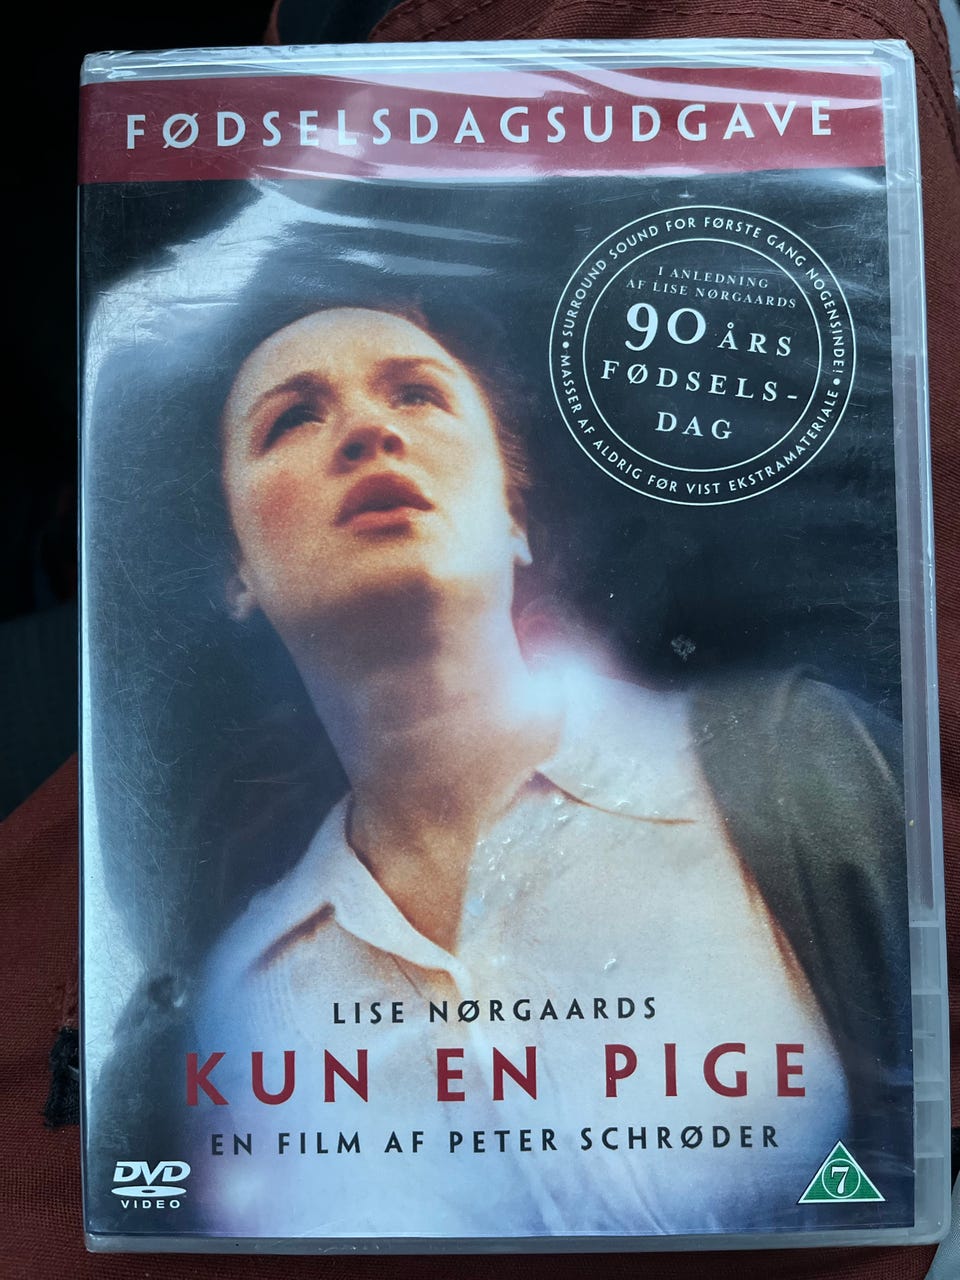 FØDSELSDAGSUDGAVE
• SURROUND SOUND FOR FØRSTE GANG NOGENSINDE!
• MASSER AF ALDRIG FØR VIST EKSTRAMATERIALE
I ANLEDNING
AF LISE NØRGAARDS
90 ÅRS
FØDSELS-
DAG
LISE NØRGAARDS
KUN EN PIGE
EN FILM AF PETER SCHRØDER
DVD
VIDEO
7